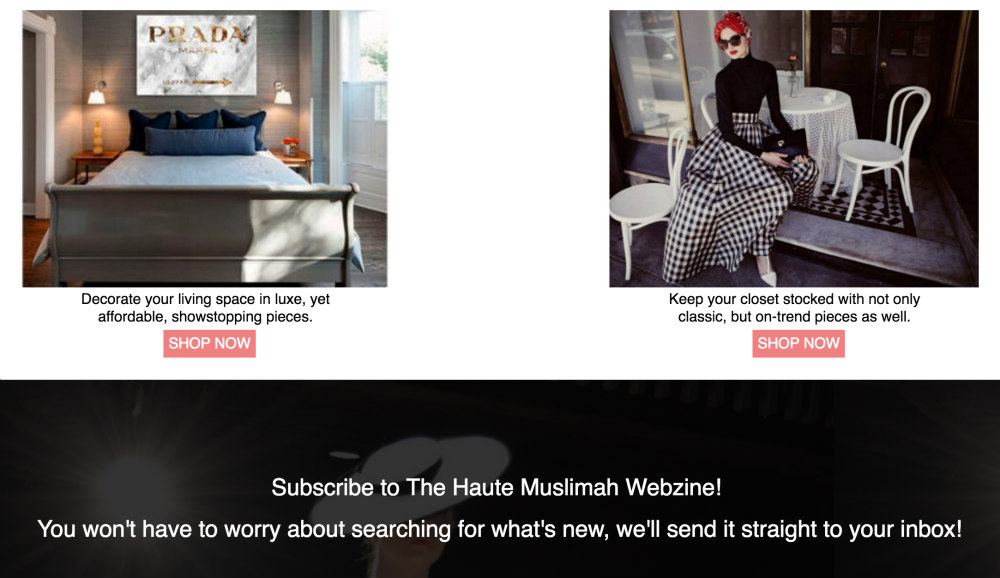 PRADA
MARFA
Decorate your living space in luxe, yet
affordable, showstopping pieces.
SHOP NOW
Keep your closet stocked with not only
classic, but on-trend pieces as well.
SHOP NOW
Subscribe to The Haute Muslimah Webzine!
You won't have to worry about searching for what's new, we'll send it straight to your inbox!